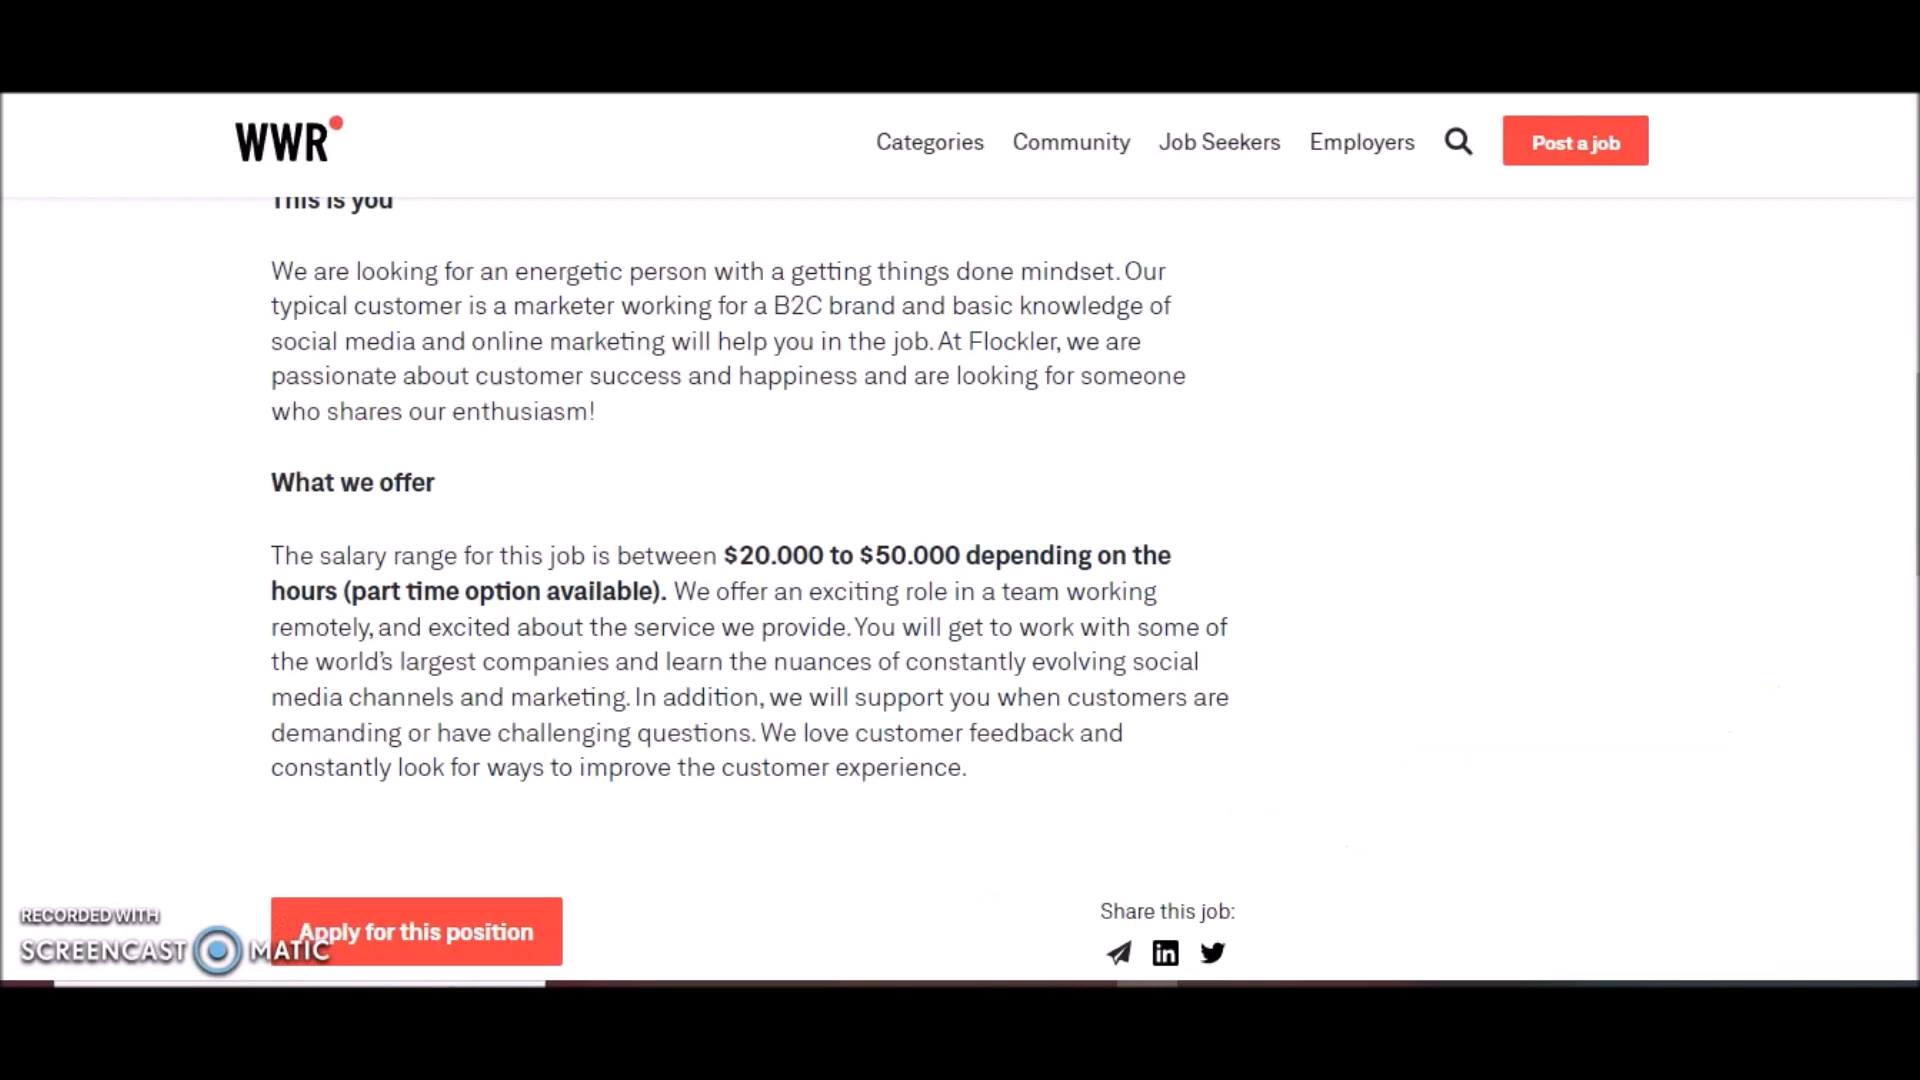 WWR
Categories Community Job Seekers Employers Post a job
This is you
We are looking for an energetic person with a getting things done mindset. Our
typical customer is a marketer working for a B2C brand and basic knowledge of
social media and online marketing will help you in the job. At Flockler, we are
passionate about customer success and happiness and are looking for someone
who shares our enthusiasm!
What we offer
The salary range for this job is between $20.000 to $50.000 depending on the
hours (part time option available). We offer an exciting role in a team working
remotely, and excited about the service we provide. You will get to work with some of
the world’s largest companies and learn the nuances of constantly evolving social
media channels and marketing. In addition, we will support you when customers are
demanding or have challenging questions. We love customer feedback and
constantly look for ways to improve the customer experience.
Apply for this position
Share this job:
in
RECORDED WITH
SCREENCAST MATIC